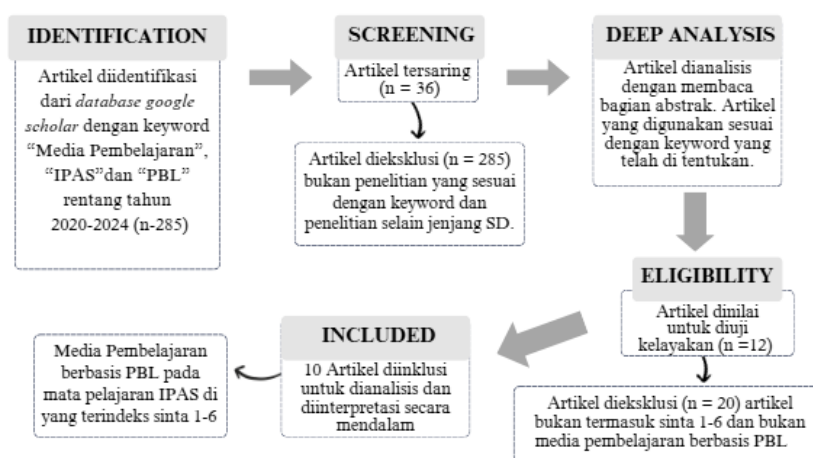 IDENTIFICATION
Artikel diidentifikasi
dari database google
scholar dengan keyword
“Media Pembelajaran”,
“IPAS”dan “PBL”
rentang tahun
2020-2024 (n-285)
SCREENING
Artikel tersaring
(n = 36)
Artikel dieksklusi (n = 285)
bukan penelitian yang sesuai
dengan keyword dan
penelitian selain jenjang SD.
DEEP ANALYSIS
Artikel dianalisis
dengan membaca
bagian abstrak. Artikel
yang digunakan sesuai
dengan keyword yang
telah di tentukan.
ELIGIBILITY
Artikel dinilai
untuk diuji
kelayakan (n =12)
Artikel dieksklusi (n = 20) artikel
bukan termasuk sinta 1-6 dan bukan
media pembelajaran berbasis PBL
INCLUDED
10 Artikel diinklusi
untuk dianalisis dan
diinterpretasi secara
mendalam
Media Pembelajaran
berbasis PBL pada
mata pelajaran IPAS di
yang terindeks sinta 1-6